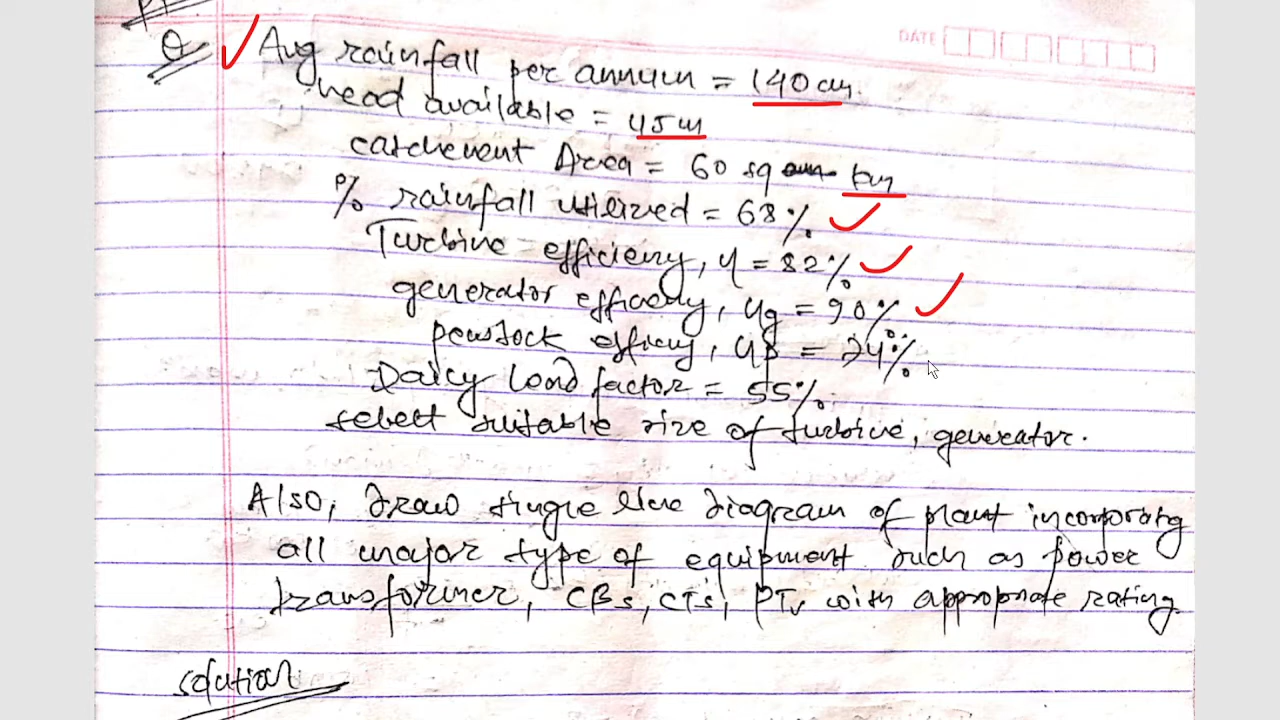 DATE
Q Avg rainfall per annum = 140 cm.
head available = 45 m
catchement Area = 60 sq km
% rainfall utilized = 68%
Turbine efficiency, η = 82%
generator efficiency, ηg = 90%
penstock efficiency, ηp = 94%
Daily Load factor = 55%.
select suitable size of turbine, generator.
Also, draw single line diagram of plant incorporating
all major type of equipment such as power
transformer, CBs, CTs, PTs with appropriate rating.
solution